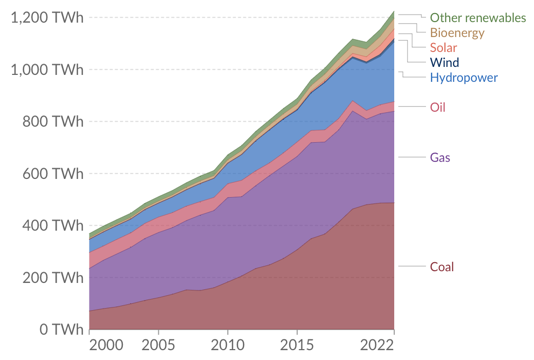 1,200 TWh
1,000 TWh
800 TWh
600 TWh
400 TWh
200 TWh
0 TWh
2000 2005 2010 2015 2022
Other renewables
Bioenergy
Solar
Wind
Hydropower
Oil
Gas
Coal